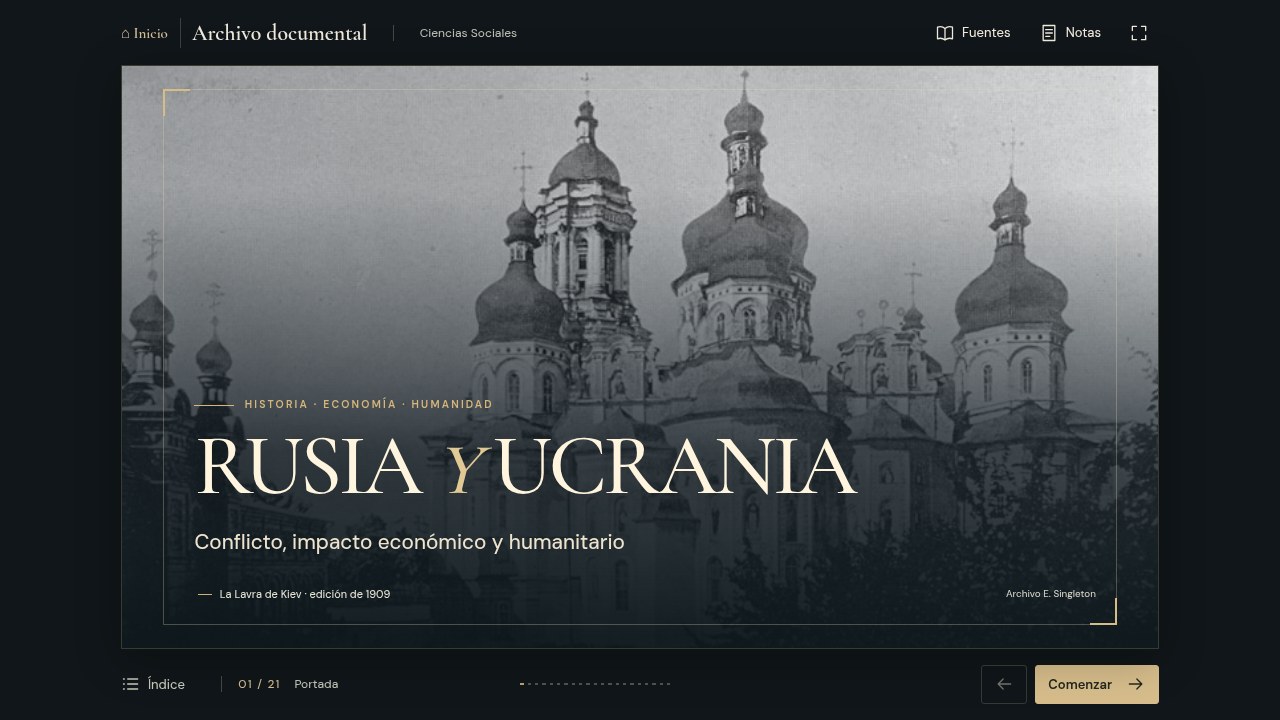 Inicio
Archivo documental
Ciencias Sociales
Fuentes
Notas
HISTORIA · ECONOMÍA · HUMANIDAD
RUSIA Y UCRANIA
Conflicto, impacto económico y humanitario
La Lavra de Kiev · edición de 1909
Archivo E. Singleton
Índice
01 / 21
Portada
Comenzar